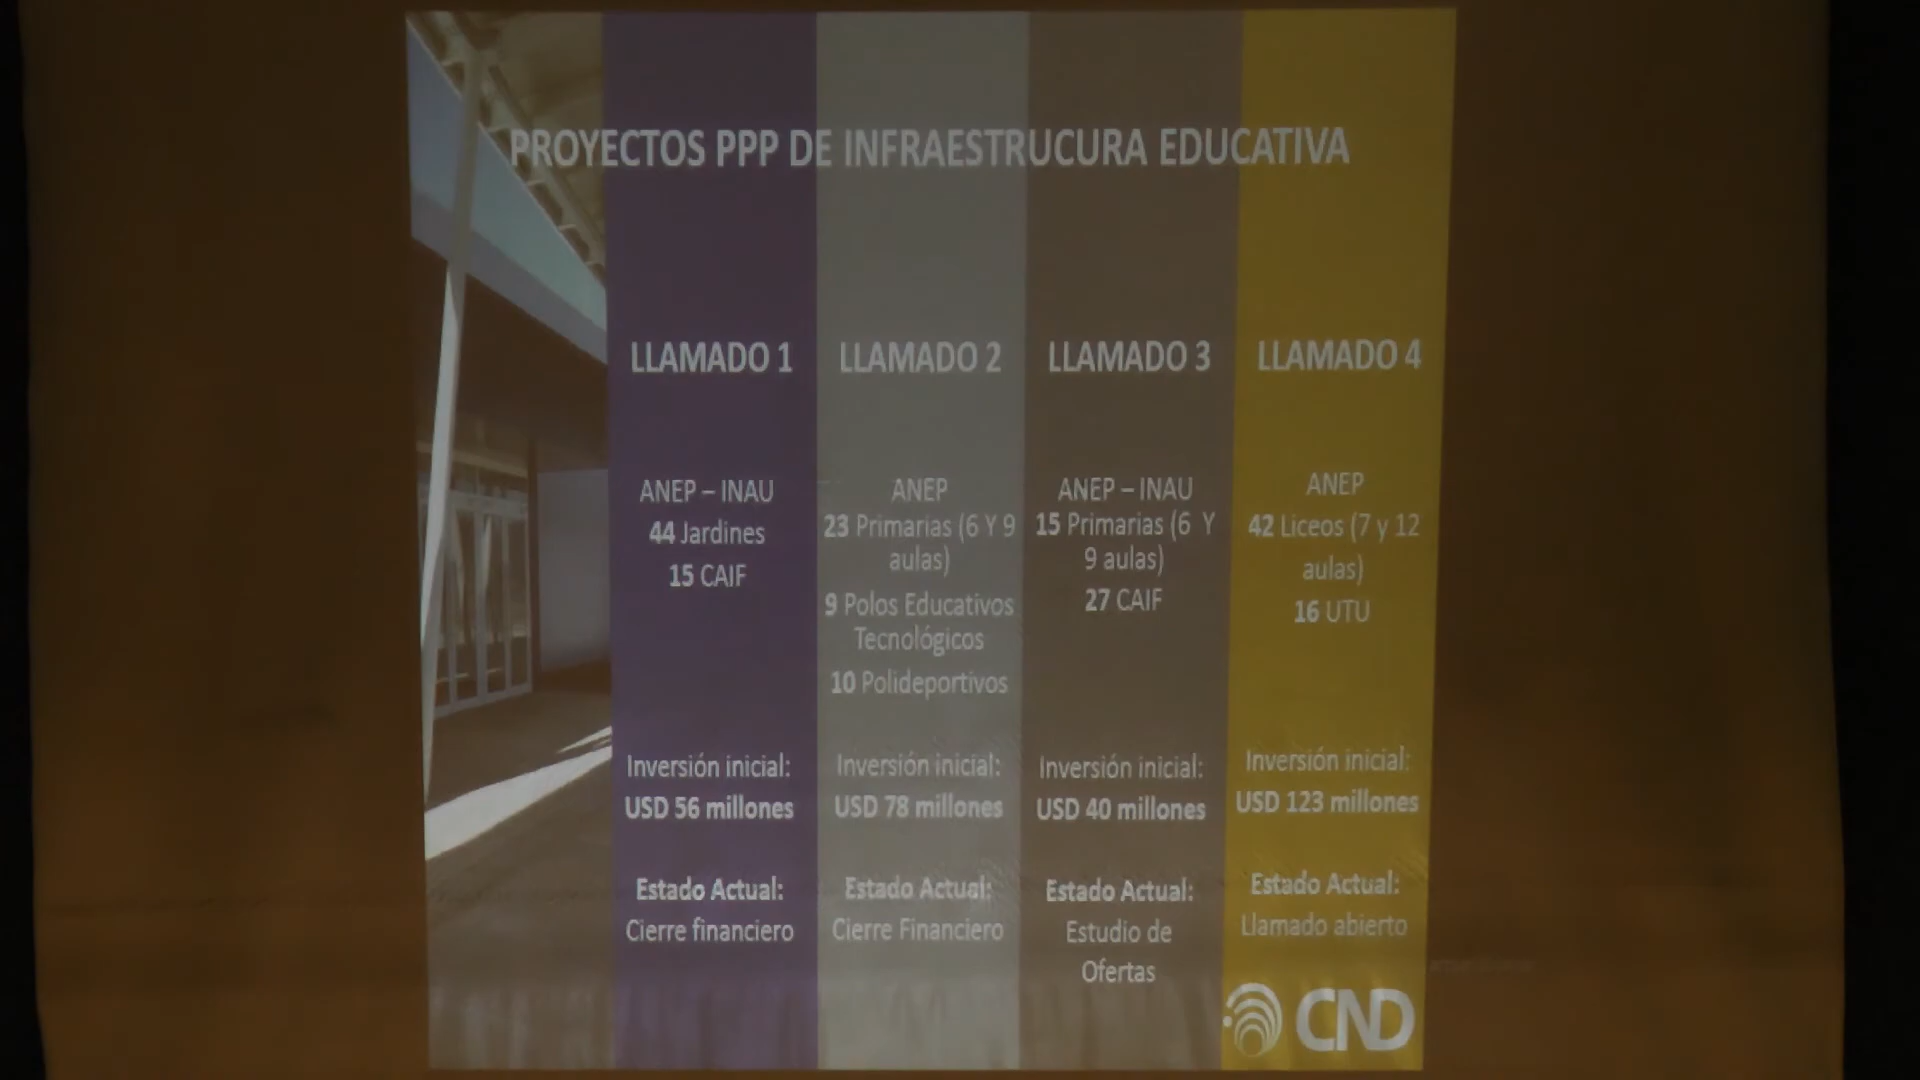 PROYECTOS PPP DE INFRAESTRUCURA EDUCATIVA
LLAMADO 1
ANEP – INAU
44 Jardines
15 CAIF
Inversión inicial:
USD 56 millones
Estado Actual:
Cierre financiero
LLAMADO 2
ANEP
23 Primarias (6 Y 9
aulas)
9 Polos Educativos
Tecnológicos
10 Polideportivos
Inversión inicial:
USD 78 millones
Estado Actual:
Cierre Financiero
LLAMADO 3
ANEP – INAU
15 Primarias (6 Y
9 aulas)
27 CAIF
Inversión inicial:
USD 40 millones
Estado Actual:
Estudio de
Ofertas
LLAMADO 4
ANEP
42 Liceos (7 y 12
aulas)
16 UTU
Inversión inicial:
USD 123 millones
Estado Actual:
Llamado abierto
CND